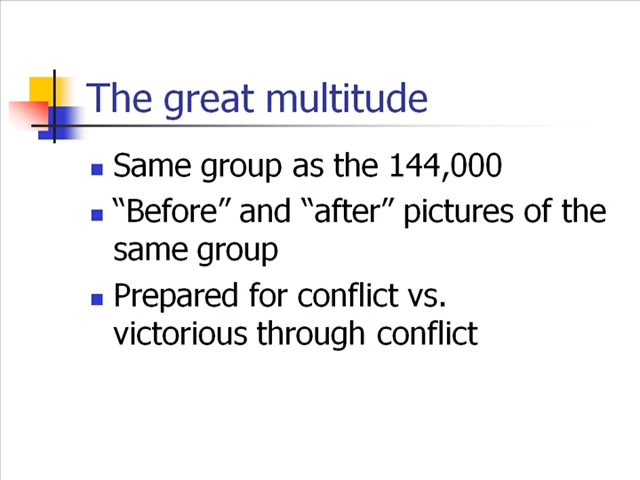 The great multitude
Same group as the 144,000
“Before” and “after” pictures of the
same group
Prepared for conflict vs.
victorious through conflict